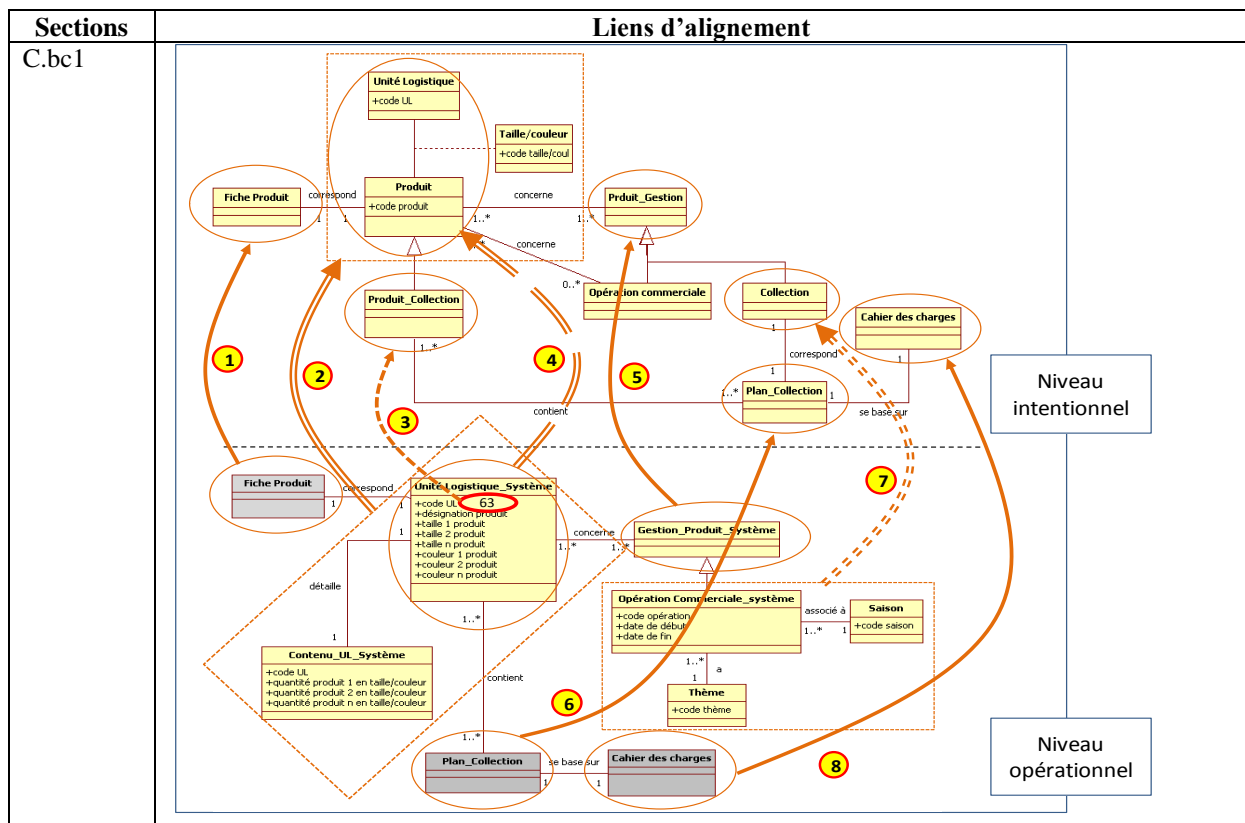 Sections
Liens d'alignement
C.bc1
Unité Logistique
+code UL
Taille/couleur
+code taille/coul
Fiche Produit
correspond
1
1
Produit
+code produit
concerne
1..*
1..*
Prduit_Gestion
concerne
..*
0..*
Opération commerciale
Collection
1
Produit_Collection
1..*
Cahier des charges
1
correspond
1
1..*
Plan_Collection
1
se base sur
contient
1
2
3
4
5
Niveau
intentionnel
Fiche Produit
correspond
1
1
Unité Logistique_Système
+code UL
63
+désignation produit
+taille 1 produit
+taille 2 produit
+taille n produit
+couleur 1 produit
+couleur 2 produit
+couleur n produit
1
concerne
1..*
1..*
Gestion_Produit_Système
7
détaille
1
Opération Commerciale_système
+code opération
+date de début
+date de fin
associé à
1..*
1
Saison
+code saison
1..*
a
1
Thème
+code thème
Contenu_UL_Système
+code UL
+quantité produit 1 en taille/couleur
+quantité produit 2 en taille/couleur
+quantité produit n en taille/couleur
1..*
contient
1..*
6
Plan_Collection
se base sur
1
1
Cahier des charges
8
Niveau
opérationnel